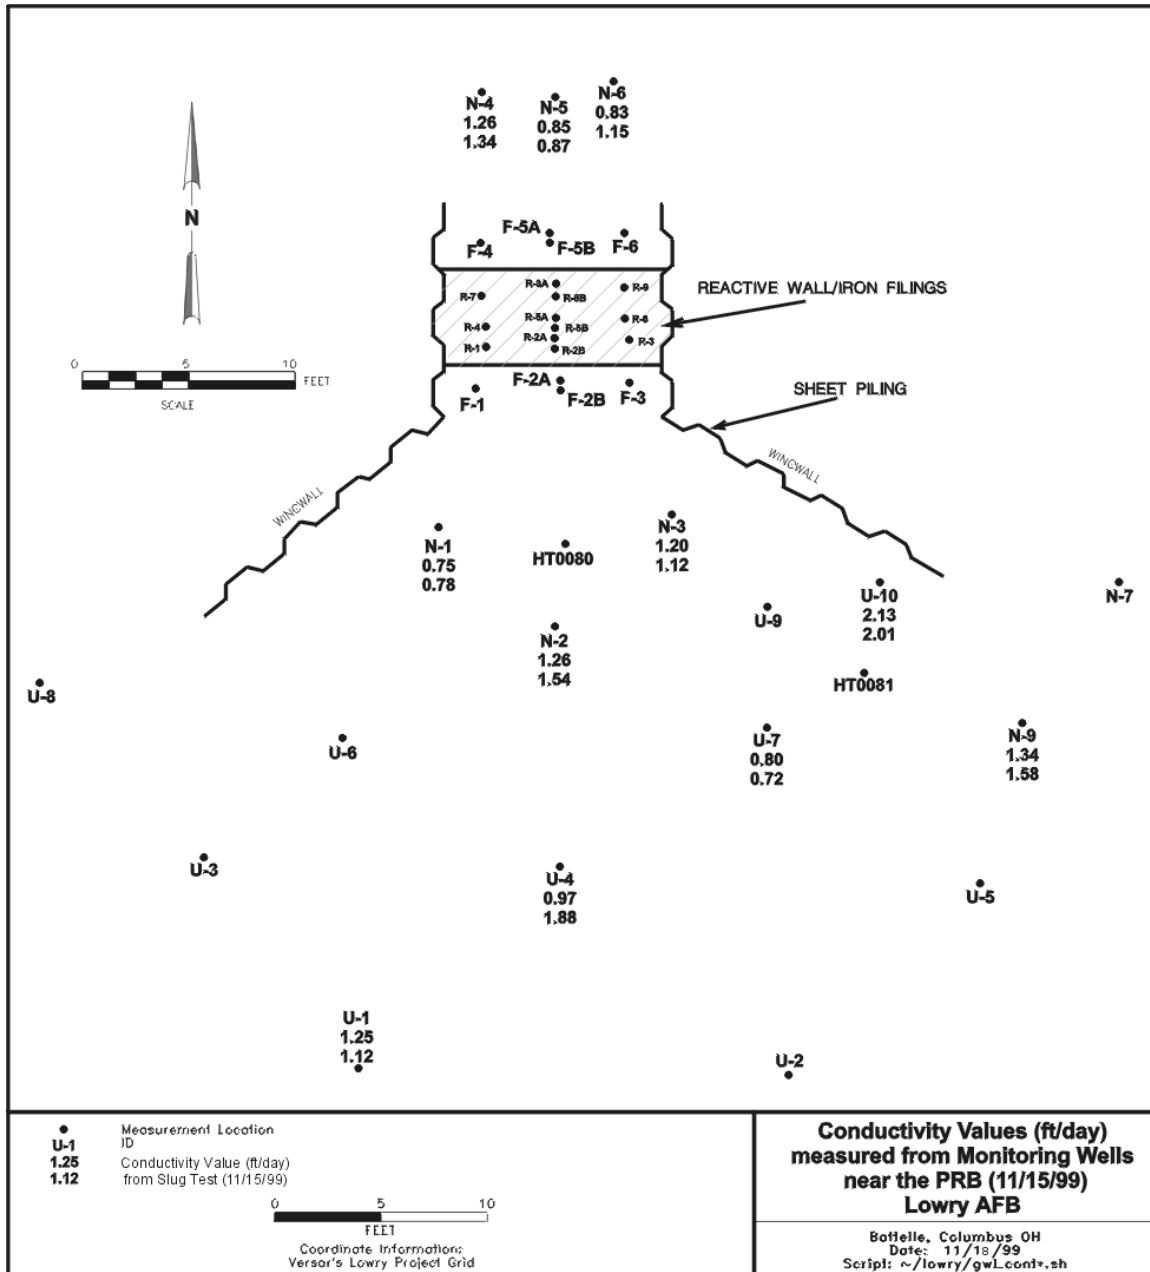 N-4
1.26
1.34
N-5
0.85
0.87
N-6
0.83
1.15
N
0 5 10
FEET
SCALE
F-5A
F-4
F-5B
F-6
R-8A
R-9
R-7
R-8B
R-5A
R-6
R-4
R-5B
R-2A
R-3
R-1
R-2B
REACTIVE WALL/IRON FILINGS
F-2A
F-1
F-2B
F-3
SHEET PILING
WINGWALL
WINGWALL
N-1
0.75
0.78
HT0080
N-3
1.20
1.12
U-9
U-10
2.13
2.01
N-7
N-2
1.26
1.54
HT0081
U-8
U-6
U-7
0.80
0.72
N-9
1.34
1.58
U-3
U-4
0.97
1.88
U-5
U-1
1.25
1.12
U-2
Measurement Location
U-1 ID
1.25 Conductivity Value (ft/day)
1.12 from Slug Test (11/15/99)
0 5 10
FEET
Coordinate Information:
Versar's Lowry Project Grid
Conductivity Values (ft/day)
measured from Monitoring Wells
near the PRB (11/15/99)
Lowry AFB
Battelle, Columbus OH
Date: 11/18/99
Script: ~/lowry/gwl_cont*.sh